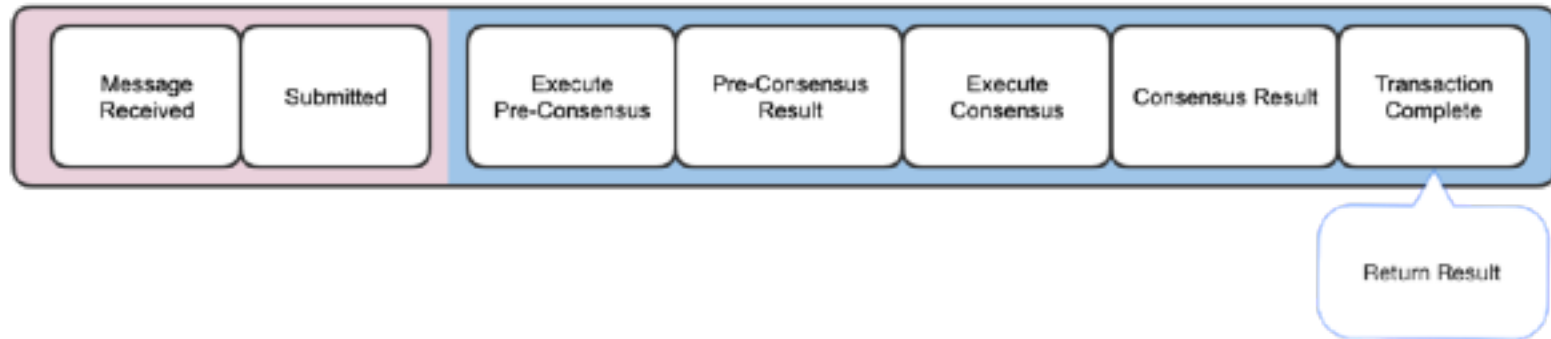 Message
Received
Submitted
Execute
Pre-Consensus
Pre-Consensus
Result
Execute
Consensus
Consensus Result
Transaction
Complete
Return Result